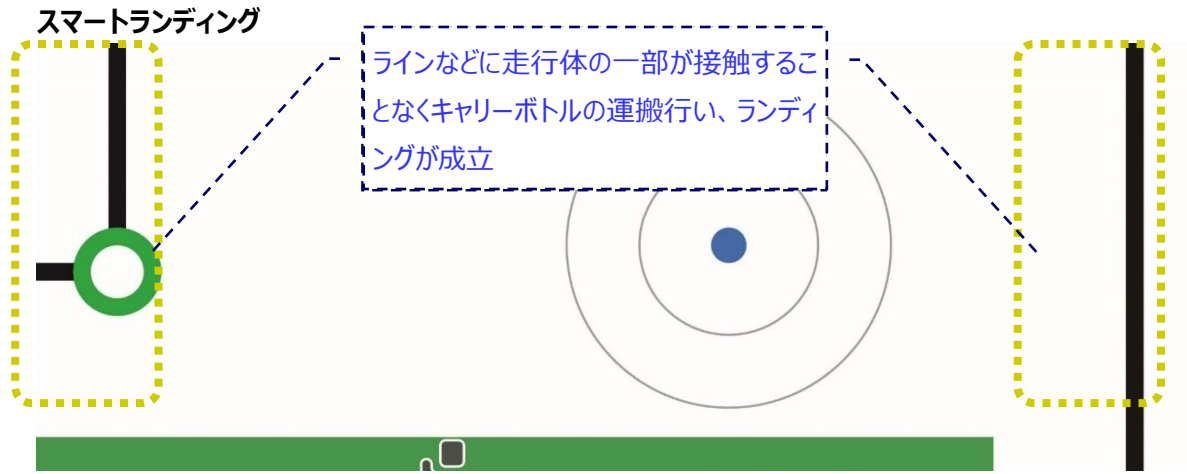 スマートランディング
ラインなどに走行体の一部が接触するこ
となくキャリーボトルの運搬行い、ランディ
ングが成立